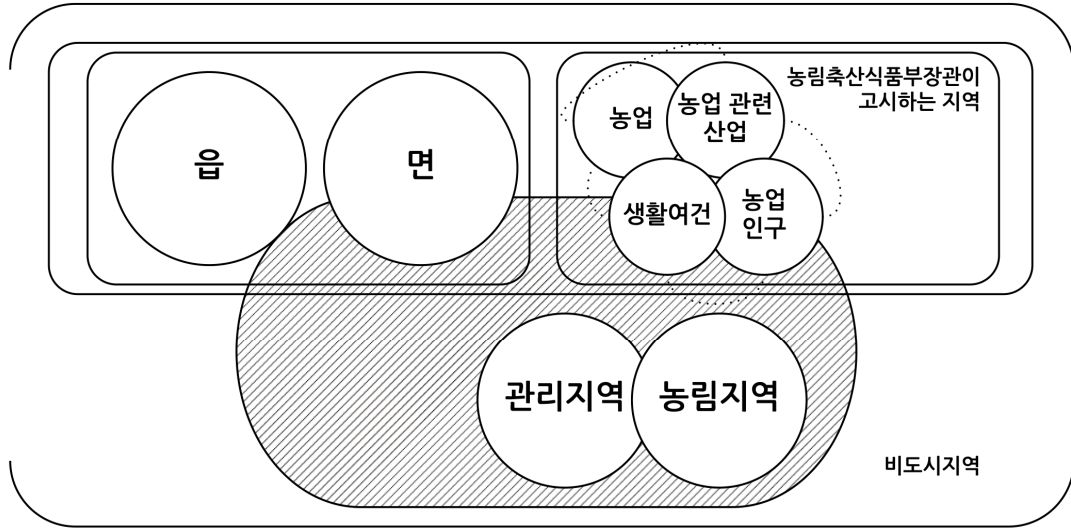 읍
면
농업
농업 관련
산업
농림축산식품부장관이
고시하는 지역
생활여건
농업
인구
관리지역
농림지역
비도시지역